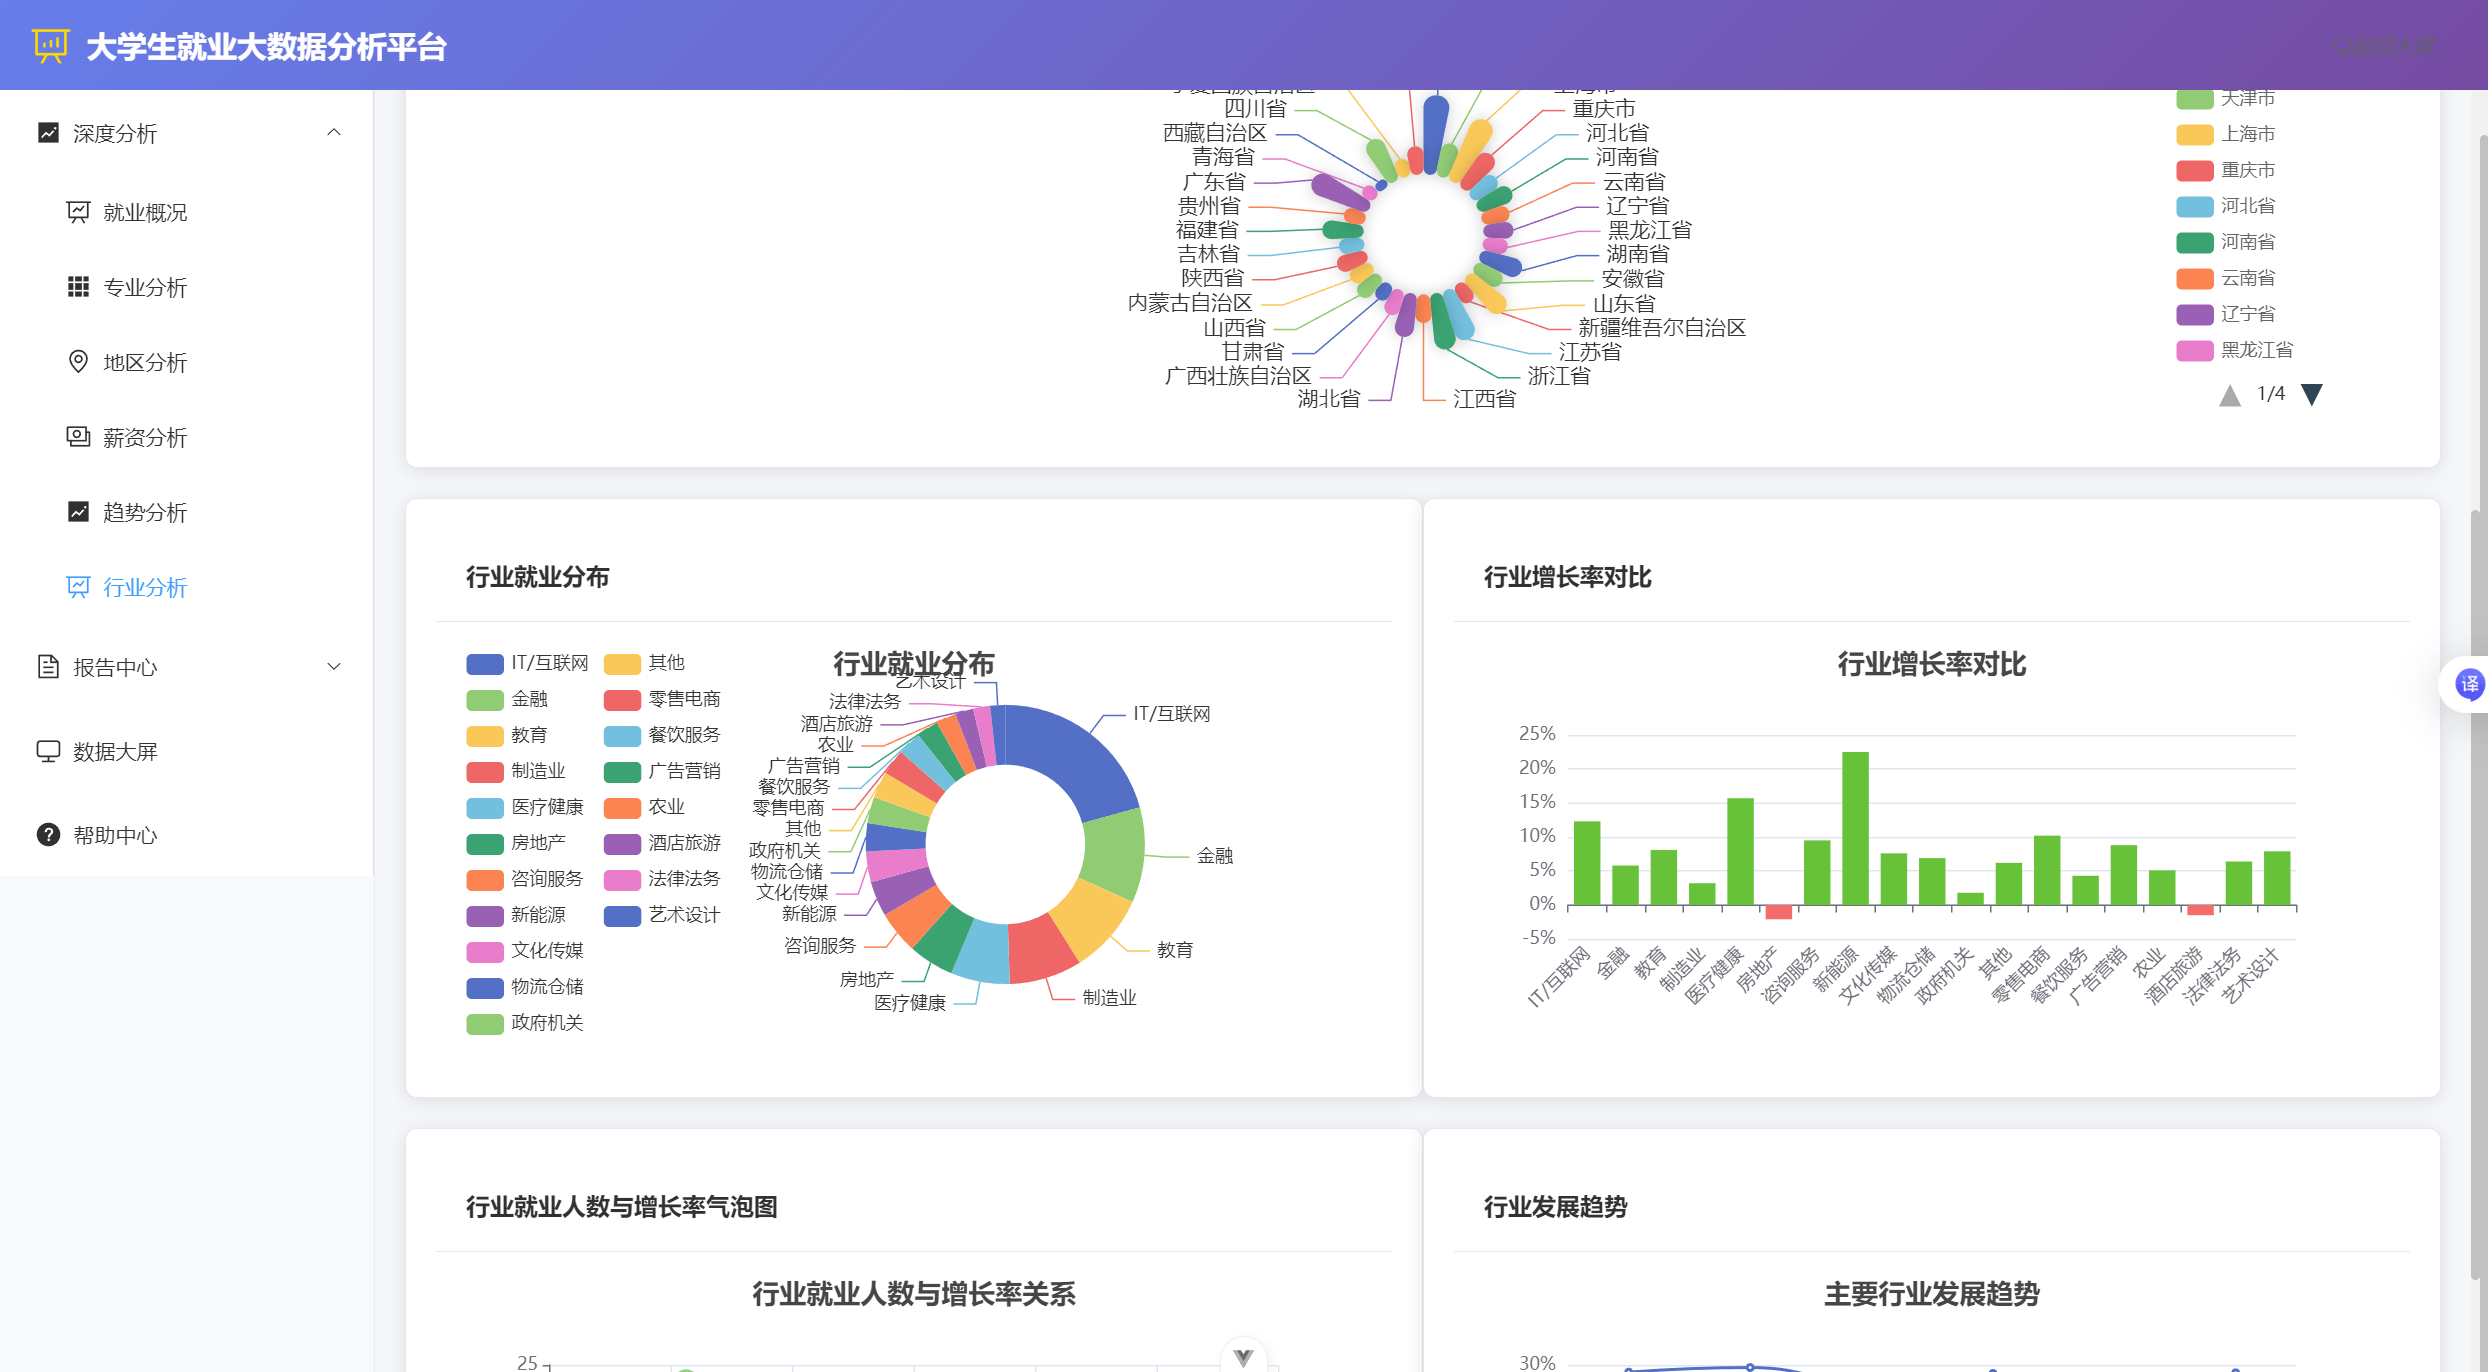 大学生就业大数据分析平台
深度分析
就业概况
专业分析
地区分析
薪资分析
趋势分析
行业分析
报告中心
数据大屏
帮助中心
四川省
西藏自治区
青海省
广东省
贵州省
福建省
吉林省
陕西省
内蒙古自治区
山西省
甘肃省
广西壮族自治区
湖北省
江西省
浙江省
江苏省
新疆维吾尔自治区
山东省
安徽省
湖南省
黑龙江省
辽宁省
云南省
河南省
河北省
重庆市
上海市
天津市
上海市
重庆市
河北省
河南省
云南省
辽宁省
黑龙江省
1/4
行业就业分布
IT/互联网
金融
教育
制造业
医疗健康
房地产
咨询服务
新能源
文化传媒
物流仓储
政府机关
其他
零售电商
餐饮服务
广告营销
农业
酒店旅游
法律法务
艺术设计
行业就业分布
艺术设计
法律法务
酒店旅游
农业
广告营销
餐饮服务
零售电商
其他
政府机关
物流仓储
文化传媒
新能源
咨询服务
房地产
医疗健康
制造业
教育
金融
IT/互联网
行业增长率对比
行业增长率对比
25%
20%
15%
10%
5%
0%
-5%
IT/互联网
金融
教育
制造业
医疗健康
房地产
咨询服务
新能源
文化传媒
物流仓储
政府机关
其他
零售电商
餐饮服务
广告营销
农业
酒店旅游
法律法务
艺术设计
译
行业就业人数与增长率气泡图
行业就业人数与增长率关系
25
行业发展趋势
主要行业发展趋势
30%